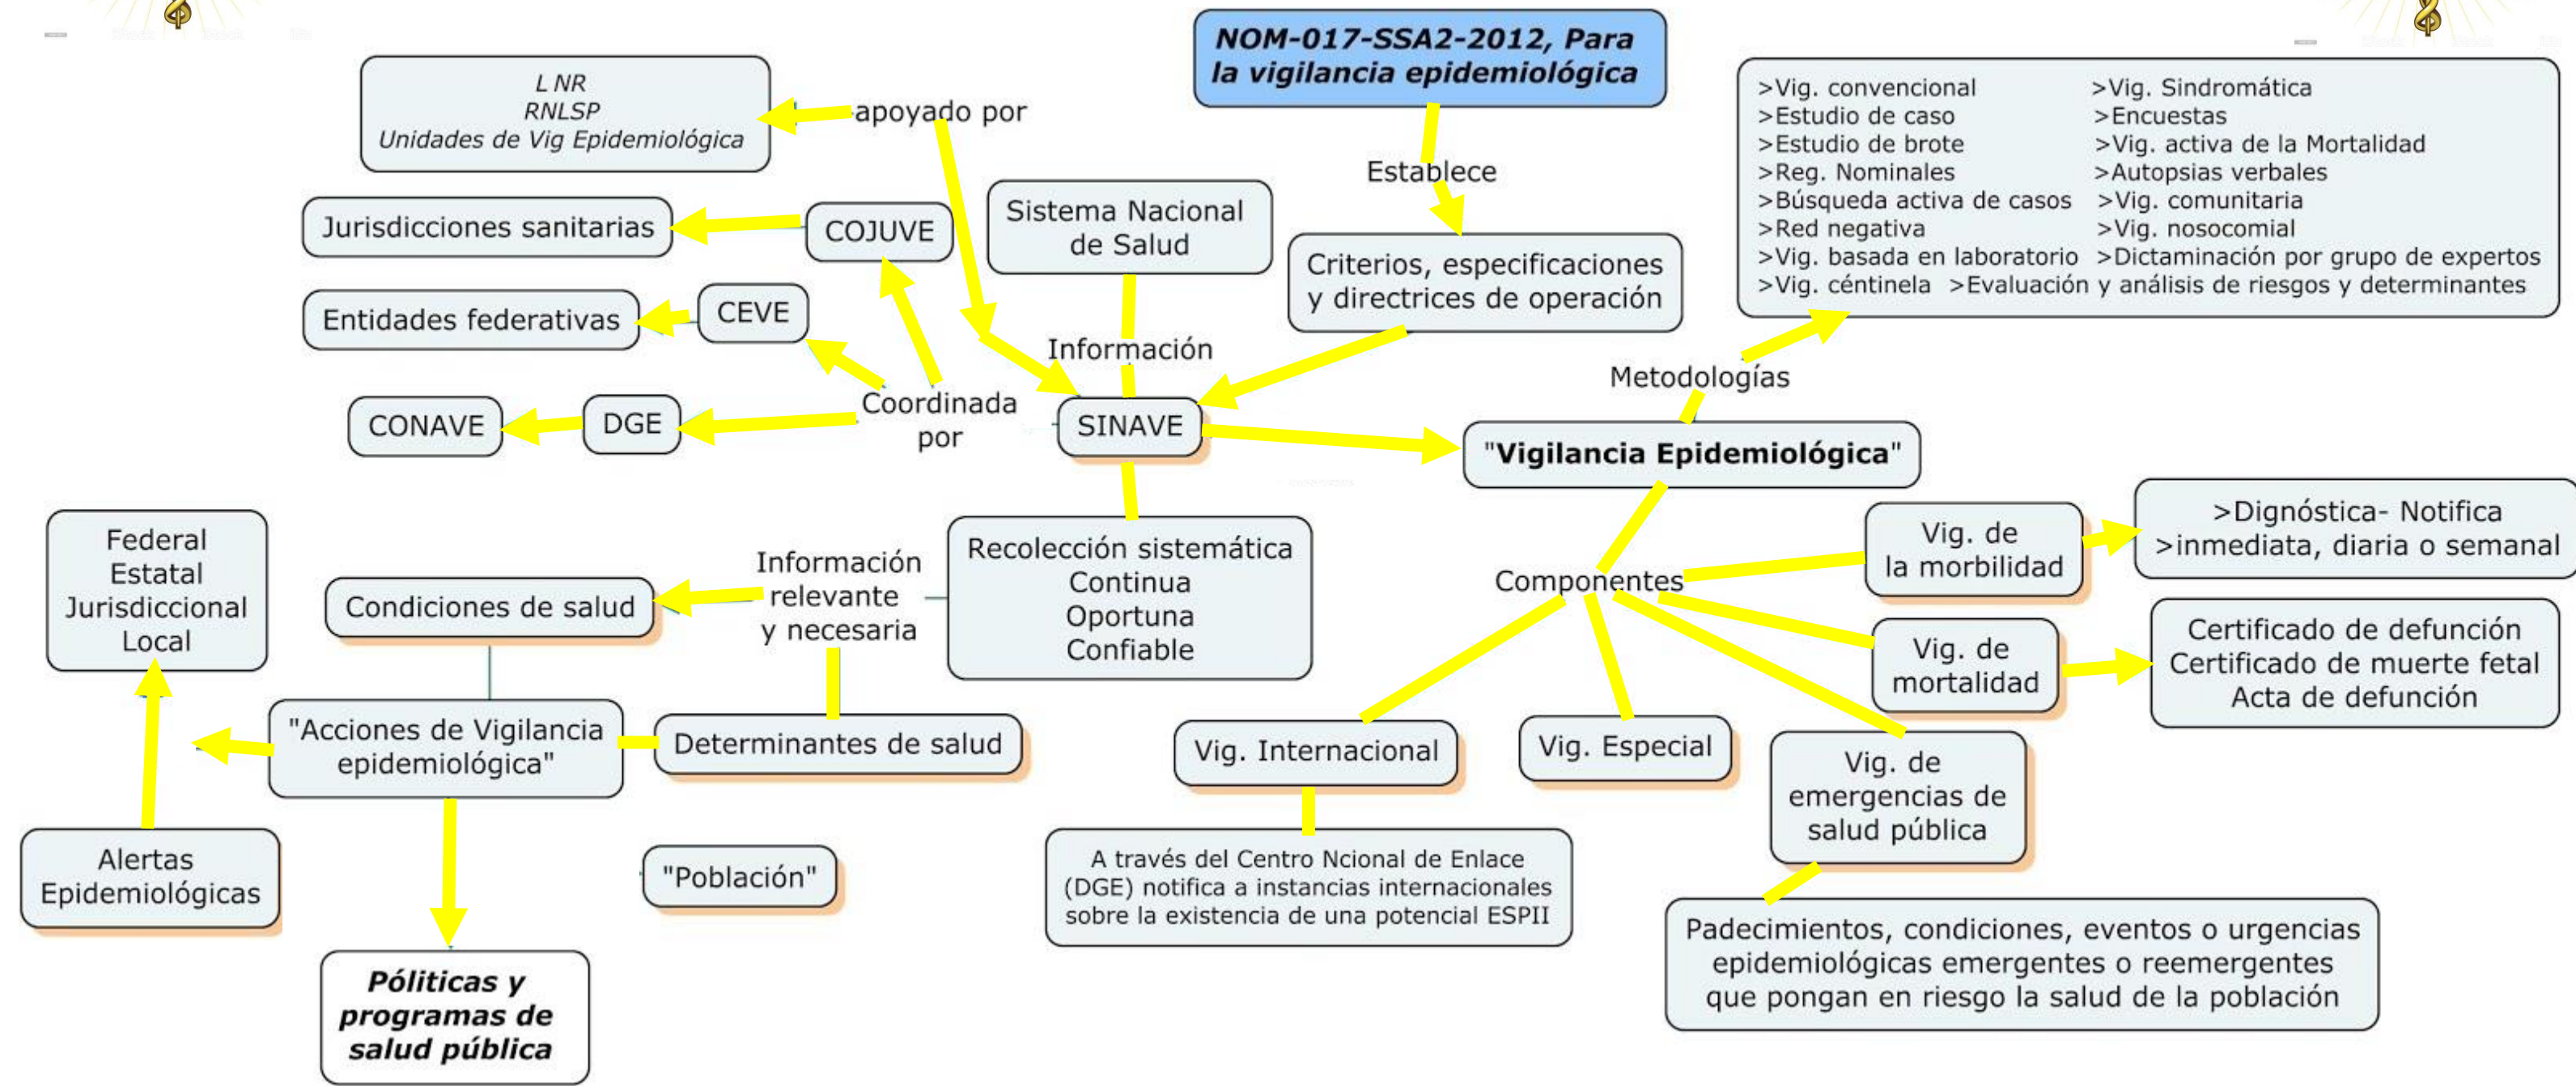 NOM-017-SSA2-2012, Para
la vigilancia epidemiológica
L NR
RNLSP
Unidades de Vig Epidemiológica
apoyado por
Establece
>Vig. convencional >Vig. Sindromática
>Estudio de caso >Encuestas
>Estudio de brote >Vig. activa de la Mortalidad
>Reg. Nominales >Autopsias verbales
>Búsqueda activa de casos >Vig. comunitaria
>Red negativa >Vig. nosocomial
>Vig. basada en laboratorio >Dictaminación por grupo de expertos
>Vig. céntinela >Evaluación y análisis de riesgos y determinantes
Jurisdicciones sanitarias
COJUVE
Sistema Nacional
de Salud
Criterios, especificaciones
y directrices de operación
Entidades federativas
CEVE
Información
Metodologías
CONAVE
DGE
Coordinada
por
SINAVE
"Vigilancia Epidemiológica"
Federal
Estatal
Jurisdiccional
Local
Condiciones de salud
Información
relevante
y necesaria
Recolección sistemática
Continua
Oportuna
Confiable
Componentes
Vig. de
la morbilidad
>Dignóstica- Notifica
>inmediata, diaria o semanal
Vig. de
mortalidad
Certificado de defunción
Certificado de muerte fetal
Acta de defunción
"Acciones de Vigilancia
epidemiológica"
Determinantes de salud
Vig. Internacional
Vig. Especial
Vig. de
emergencias de
salud pública
Alertas
Epidemiológicas
"Población"
A través del Centro Ncional de Enlace
(DGE) notifica a instancias internacionales
sobre la existencia de una potencial ESPII
Padecimientos, condiciones, eventos o urgencias
epidemiológicas emergentes o reemergentes
que pongan en riesgo la salud de la población
Póliticas y
programas de
salud pública